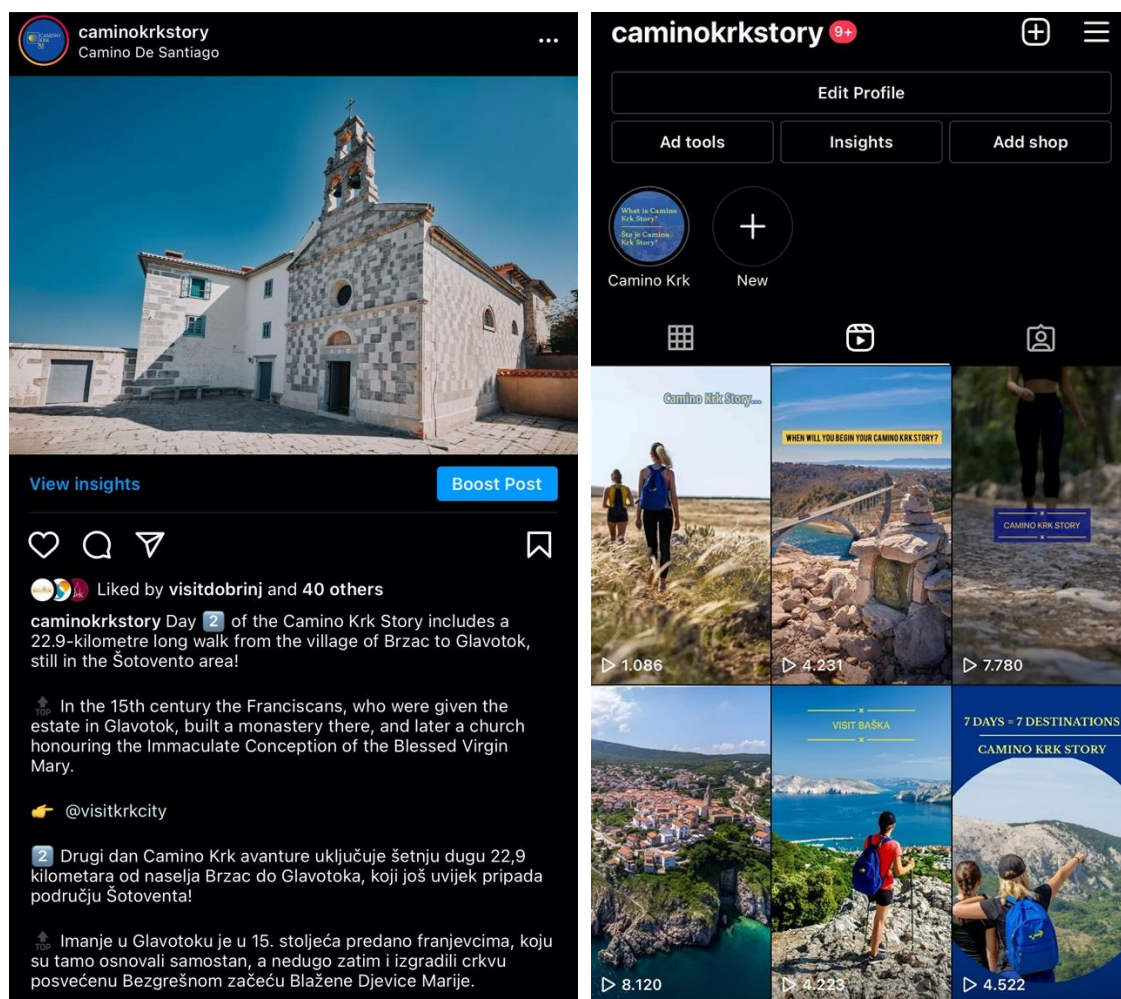 caminokrkstory
Camino De Santiago
View insights
Boost Post
Liked by visitdobrinj and 40 others
caminokrkstory Day 2 of the Camino Krk Story includes a
22.9-kilometre long walk from the village of Brzac to Glavotok,
still in the Šotovento area!
TOP In the 15th century the Franciscans, who were given the
estate in Glavotok, built a monastery there, and later a church
honouring the Immaculate Conception of the Blessed Virgin
Mary.
👉 @visitkrkcity
2 Drugi dan Camino Krk avanture uključuje šetnju dugu 22,9
kilometara od naselja Brzac do Glavotoka, koji još uvijek pripada
području Šotoventa!
TOP Imanje u Glavotoku je u 15. stoljeća predano franjevcima, koju
su tamo osnovali samostan, a nedugo zatim i izgradili crkvu
posvećenu Bezgrešnom začeću Blažene Djevice Marije.
caminokrkstory 9+
Edit Profile
Ad tools
Insights
Add shop
What is Camino
Krk Story?
Što je Camino
Krk Story?
Camino Krk
New
Camino Krk Story...
1.086
WHEN WILL YOU BEGIN YOUR CAMINO KRK STORY?
4.231
CAMINO KRK STORY
7.780
8.120
VISIT BAŠKA
4.223
7 DAYS = 7 DESTINATIONS
CAMINO KRK STORY
4.522